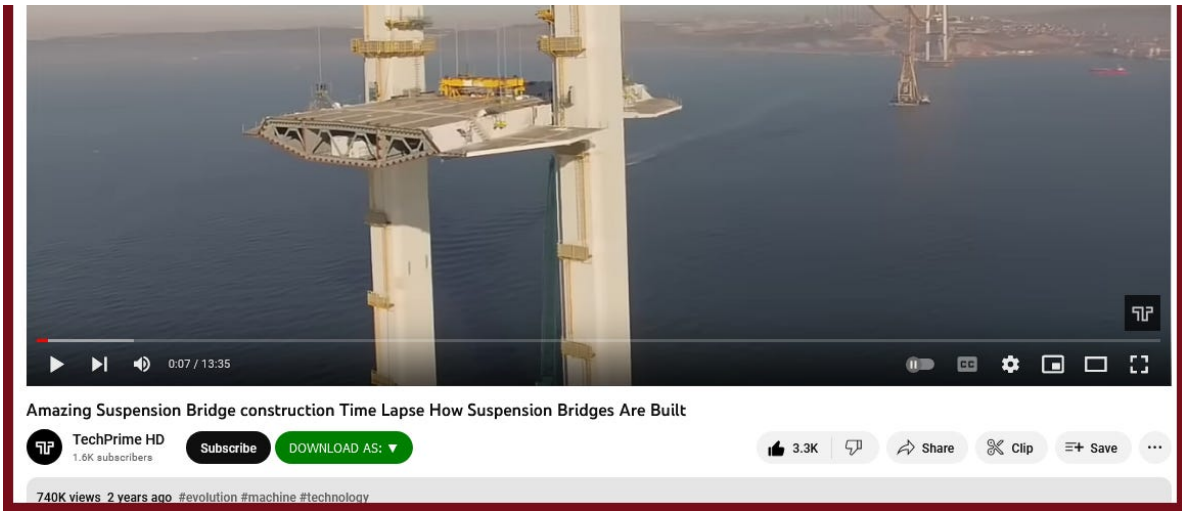 0:07 / 13:35
CC
Amazing Suspension Bridge construction Time Lapse How Suspension Bridges Are Built
TechPrime HD
1.6K subscribers
Subscribe
DOWNLOAD AS: ▼
3.3K
Share
Clip
Save
740K views 2 years ago #evolution #machine #technology